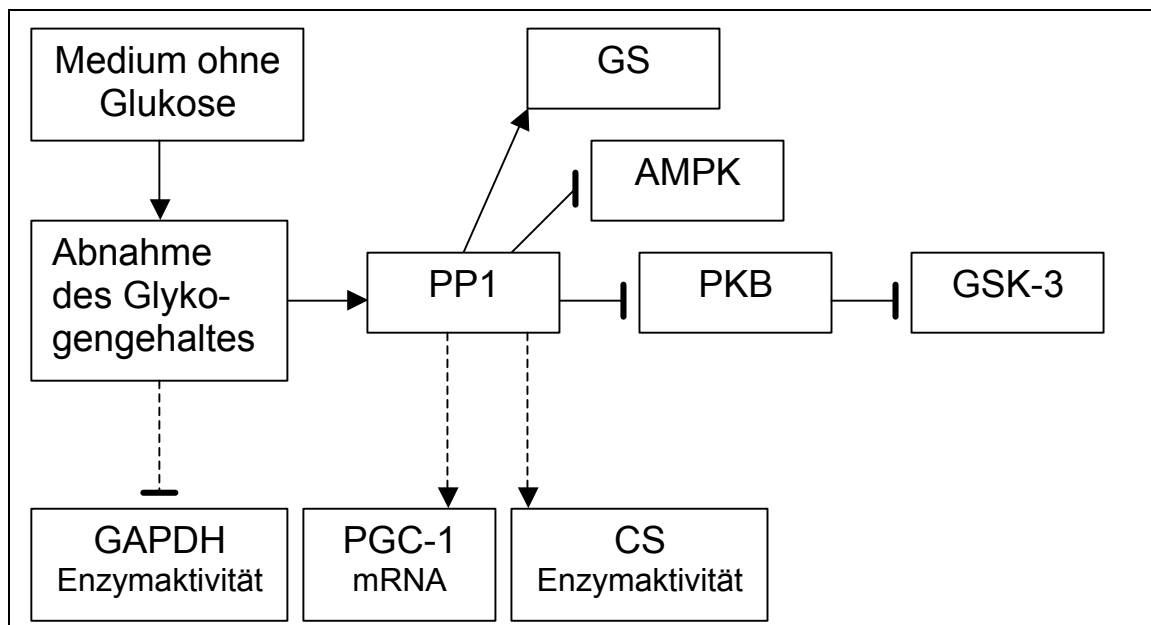 Medium ohne
Glukose
GS
AMPK
Abnahme
des Glyko-
gengehaltes
PP1
PKB
GSK-3
GAPDH
Enzymaktivität
PGC-1
mRNA
CS
Enzymaktivität